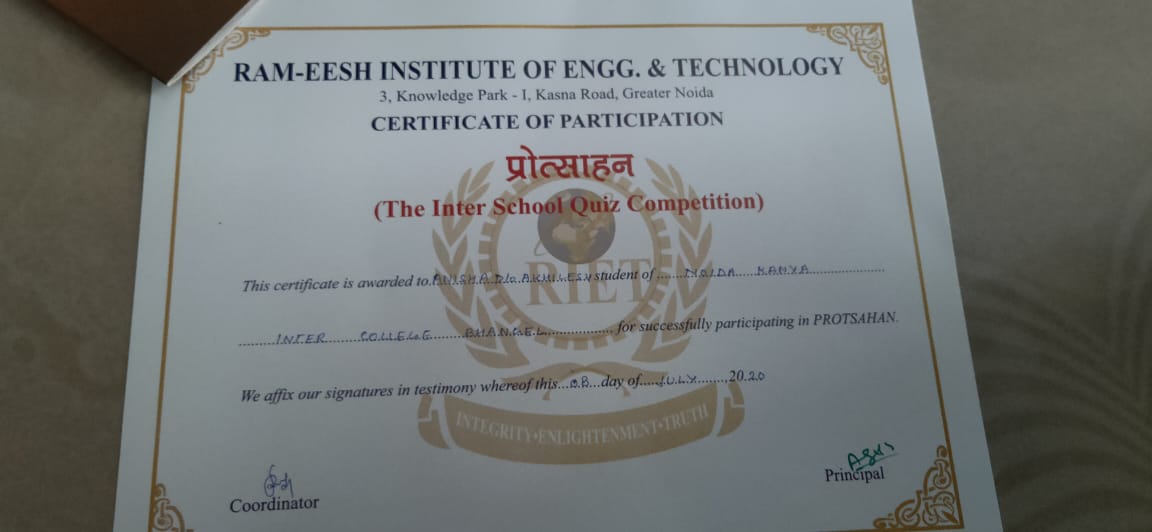 RAM-EESH INSTITUTE OF ENGG. & TECHNOLOGY
3, Knowledge Park - I, Kasna Road, Greater Noida
CERTIFICATE OF PARTICIPATION
प्रोत्साहन
(The Inter School Quiz Competition)
This certificate is awarded to ANISHA D/o AKHILESH student of NOIDA KANYA
INTER COLLEGE BHANGEL for successfully participating in PROTSAHAN.
We affix our signatures in testimony whereof this 08 day of JULY, 2020
RIET
INTEGRITY•ENLIGHTENMENT•TRUTH
Coordinator
Principal